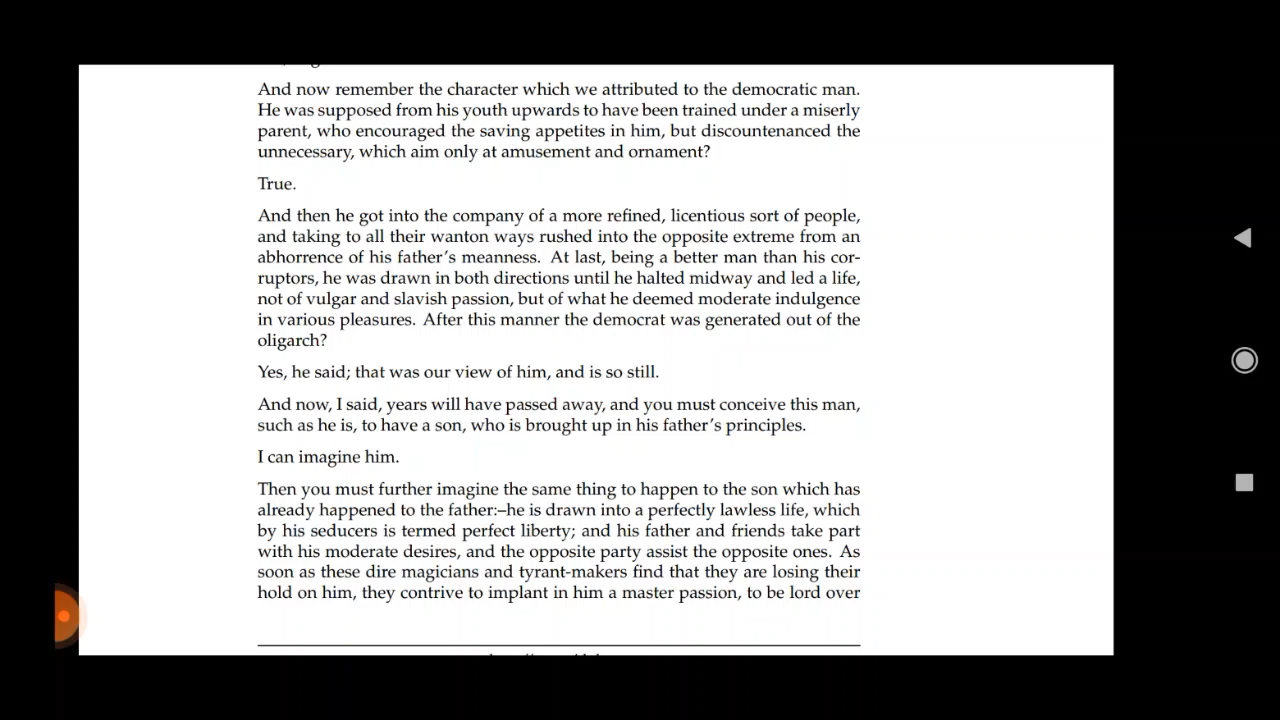 And now remember the character which we attributed to the democratic man.
He was supposed from his youth upwards to have been trained under a miserly
parent, who encouraged the saving appetites in him, but discountenanced the
unnecessary, which aim only at amusement and ornament?
True.
And then he got into the company of a more refined, licentious sort of people,
and taking to all their wanton ways rushed into the opposite extreme from an
abhorrence of his father's meanness. At last, being a better man than his cor-
ruptors, he was drawn in both directions until he halted midway and led a life,
not of vulgar and slavish passion, but of what he deemed moderate indulgence
in various pleasures. After this manner the democrat was generated out of the
oligarch?
Yes, he said; that was our view of him, and is so still.
And now, I said, years will have passed away, and you must conceive this man,
such as he is, to have a son, who is brought up in his father's principles.
I can imagine him.
Then you must further imagine the same thing to happen to the son which has
already happened to the father:–he is drawn into a perfectly lawless life, which
by his seducers is termed perfect liberty; and his father and friends take part
with his moderate desires, and the opposite party assist the opposite ones. As
soon as these dire magicians and tyrant-makers find that they are losing their
hold on him, they contrive to implant in him a master passion, to be lord over